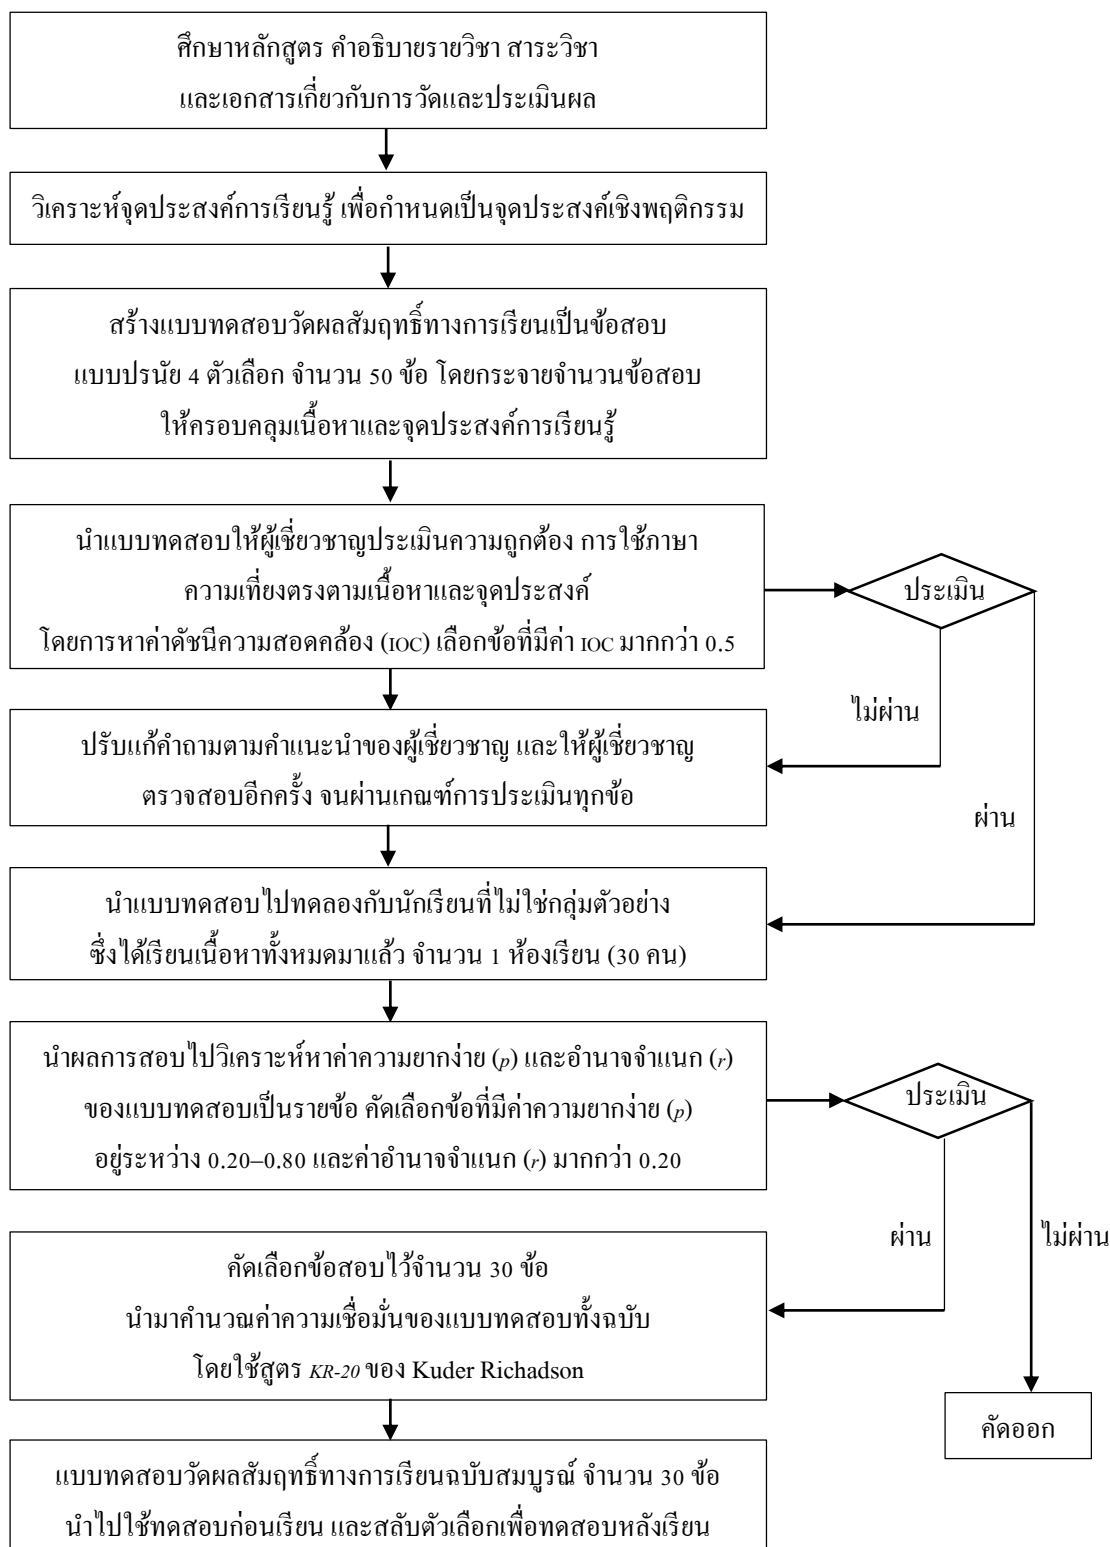 ศึกษาหลักสูตร คำอธิบายรายวิชา สาระวิชา
และเอกสารเกี่ยวกับการวัดและประเมินผล
วิเคราะห์จุดประสงค์การเรียนรู้ เพื่อกำหนดเป็นจุดประสงค์เชิงพฤติกรรม
สร้างแบบทดสอบวัดผลสัมฤทธิ์ทางการเรียนเป็นข้อสอบ
แบบปรนัย 4 ตัวเลือก จำนวน 50 ข้อ โดยกระจายจำนวนข้อสอบ
ให้ครอบคลุมเนื้อหาและจุดประสงค์การเรียนรู้
นำแบบทดสอบให้ผู้เชี่ยวชาญประเมินความถูกต้อง การใช้ภาษา
ความเที่ยงตรงตามเนื้อหาและจุดประสงค์
โดยการหาค่าดัชนีความสอดคล้อง (IOC) เลือกข้อที่มีค่า IOC มากกว่า 0.5
ประเมิน
ไม่ผ่าน
ปรับแก้คำถามตามคำแนะนำของผู้เชี่ยวชาญ และให้ผู้เชี่ยวชาญ
ตรวจสอบอีกครั้ง จนผ่านเกณฑ์การประเมินทุกข้อ
ผ่าน
นำแบบทดสอบไปทดลองกับนักเรียนที่ไม่ใช่กลุ่มตัวอย่าง
ซึ่งได้เรียนเนื้อหาทั้งหมดมาแล้ว จำนวน 1 ห้องเรียน (30 คน)
นำผลการสอบไปวิเคราะห์หาค่าความยากง่าย (p) และอำนาจจำแนก (r)
ของแบบทดสอบเป็นรายข้อ คัดเลือกข้อที่มีค่าความยากง่าย (p)
อยู่ระหว่าง 0.20–0.80 และค่าอำนาจจำแนก (r) มากกว่า 0.20
ประเมิน
ผ่าน
ไม่ผ่าน
คัดเลือกข้อสอบไว้จำนวน 30 ข้อ
นำมาคำนวณค่าความเชื่อมั่นของแบบทดสอบทั้งฉบับ
โดยใช้สูตร KR-20 ของ Kuder Richadson
คัดออก
แบบทดสอบวัดผลสัมฤทธิ์ทางการเรียนฉบับสมบูรณ์ จำนวน 30 ข้อ
นำไปใช้ทดสอบก่อนเรียน และสลับตัวเลือกเพื่อทดสอบหลังเรียน